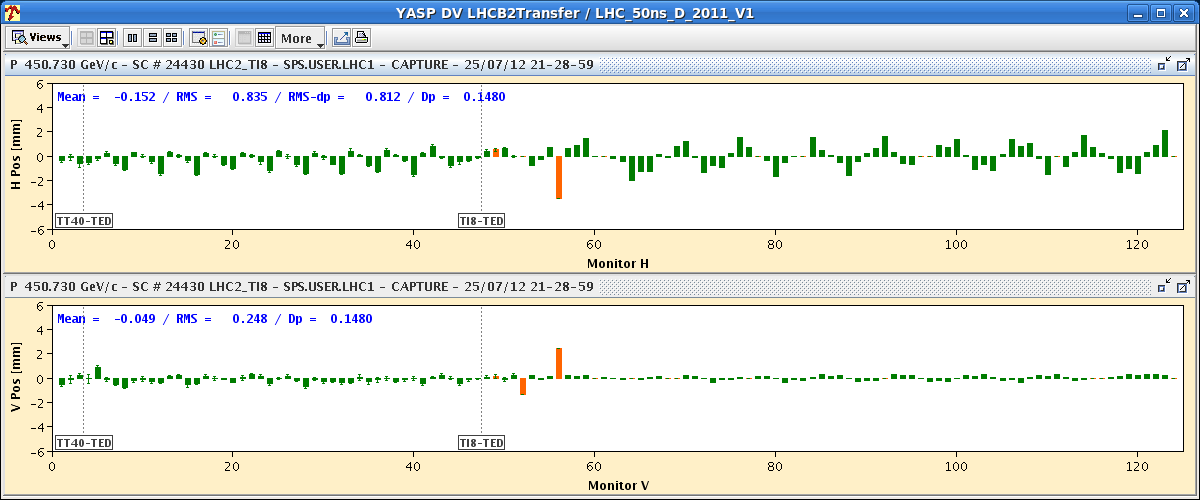 YASP DV LHCB2Transfer / LHC_50ns_D_2011_V1
Views More
P 450.730 GeV/c - SC # 24430 LHC2_TI8 - SPS.USER.LHC1 - CAPTURE - 25/07/12 21-28-59
Mean = -0.152 / RMS = 0.835 / RMS-dp = 0.812 / Dp = 0.1480
H Pos [mm]
6
4
2
0
-2
-4
-6
TT40-TED TI8-TED
0 20 40 60 80 100 120
Monitor H
P 450.730 GeV/c - SC # 24430 LHC2_TI8 - SPS.USER.LHC1 - CAPTURE - 25/07/12 21-28-59
Mean = -0.049 / RMS = 0.248 / Dp = 0.1480
V Pos [mm]
6
4
2
0
-2
-4
-6
TT40-TED TI8-TED
0 20 40 60 80 100 120
Monitor V